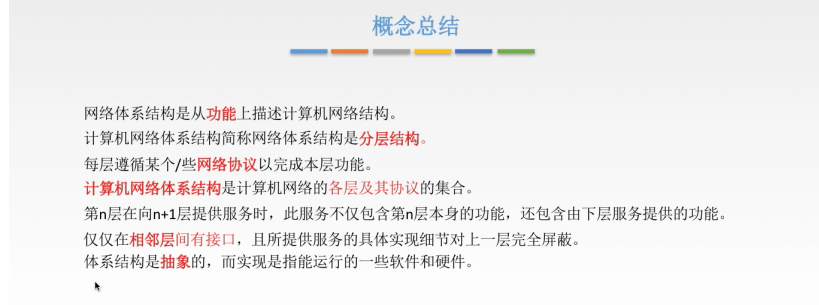 概念总结
网络体系结构是从功能上描述计算机网络结构。
计算机网络体系结构简称网络体系结构是分层结构。
每层遵循某个/些网络协议以完成本层功能。
计算机网络体系结构是计算机网络的各层及其协议的集合。
第n层在向n+1层提供服务时，此服务不仅包含第n层本身的功能，还包含由下层服务提供的功能。
仅仅在相邻层间有接口，且所提供服务的具体实现细节对上一层完全屏蔽。
体系结构是抽象的，而实现是指能运行的一些软件和硬件。